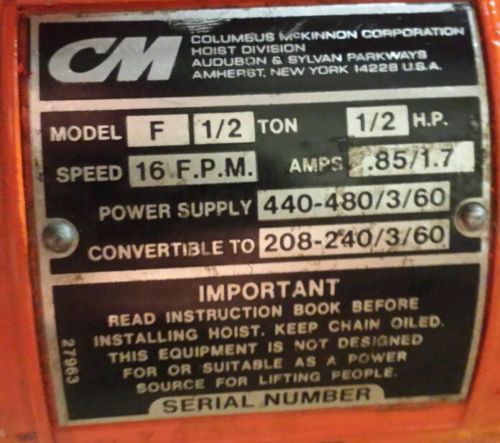 CM
COLUMBUS McKINNON CORPORATION
HOIST DIVISION
AUDUBON & SYLVAN PARKWAYS
AMHERST, NEW YORK 14228 U.S.A.
MODEL F 1/2 TON 1/2 H.P.
SPEED 16 F.P.M. AMPS .85/1.7
POWER SUPPLY 440-480/3/60
CONVERTIBLE TO 208-240/3/60
IMPORTANT
READ INSTRUCTION BOOK BEFORE
INSTALLING HOIST. KEEP CHAIN OILED.
THIS EQUIPMENT IS NOT DESIGNED
FOR OR SUITABLE AS A POWER
SOURCE FOR LIFTING PEOPLE.
27963
SERIAL NUMBER